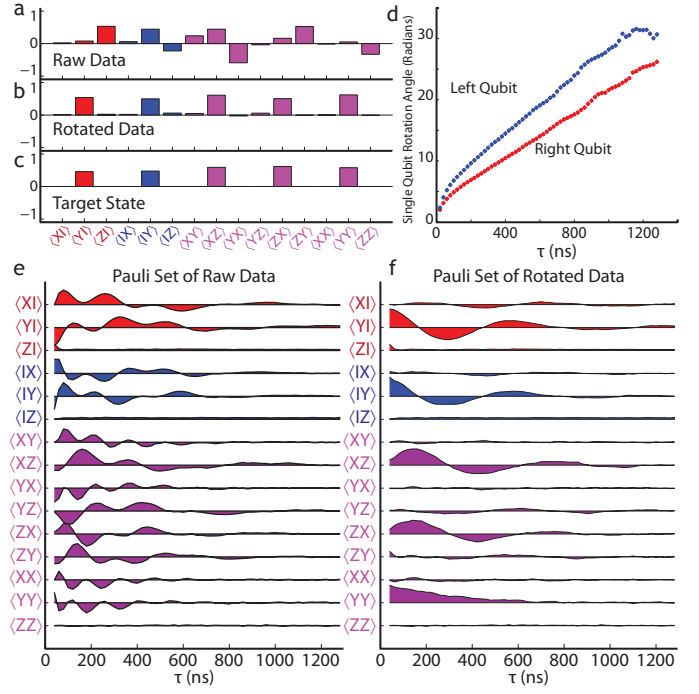 a
1
0
−1
Raw Data
b
1
0
−1
Rotated Data
c
1
0
−1
Target State
⟨XI⟩ ⟨YI⟩ ⟨ZI⟩ ⟨IX⟩ ⟨IY⟩ ⟨IZ⟩ ⟨XY⟩ ⟨XZ⟩ ⟨YX⟩ ⟨YZ⟩ ⟨ZX⟩ ⟨ZY⟩ ⟨XX⟩ ⟨YY⟩ ⟨ZZ⟩
d
Single Qubit Rotation Angle (Radians)
30
20
10
0
Left Qubit
Right Qubit
0 400 800 1200
τ (ns)
e
Pauli Set of Raw Data
⟨XI⟩
⟨YI⟩
⟨ZI⟩
⟨IX⟩
⟨IY⟩
⟨IZ⟩
⟨XY⟩
⟨XZ⟩
⟨YX⟩
⟨YZ⟩
⟨ZX⟩
⟨ZY⟩
⟨XX⟩
⟨YY⟩
⟨ZZ⟩
0 200 400 600 800 1000 1200
τ (ns)
f
Pauli Set of Rotated Data
⟨XI⟩
⟨YI⟩
⟨ZI⟩
⟨IX⟩
⟨IY⟩
⟨IZ⟩
⟨XY⟩
⟨XZ⟩
⟨YX⟩
⟨YZ⟩
⟨ZX⟩
⟨ZY⟩
⟨XX⟩
⟨YY⟩
⟨ZZ⟩
0 200 400 600 800 1000 1200
τ (ns)